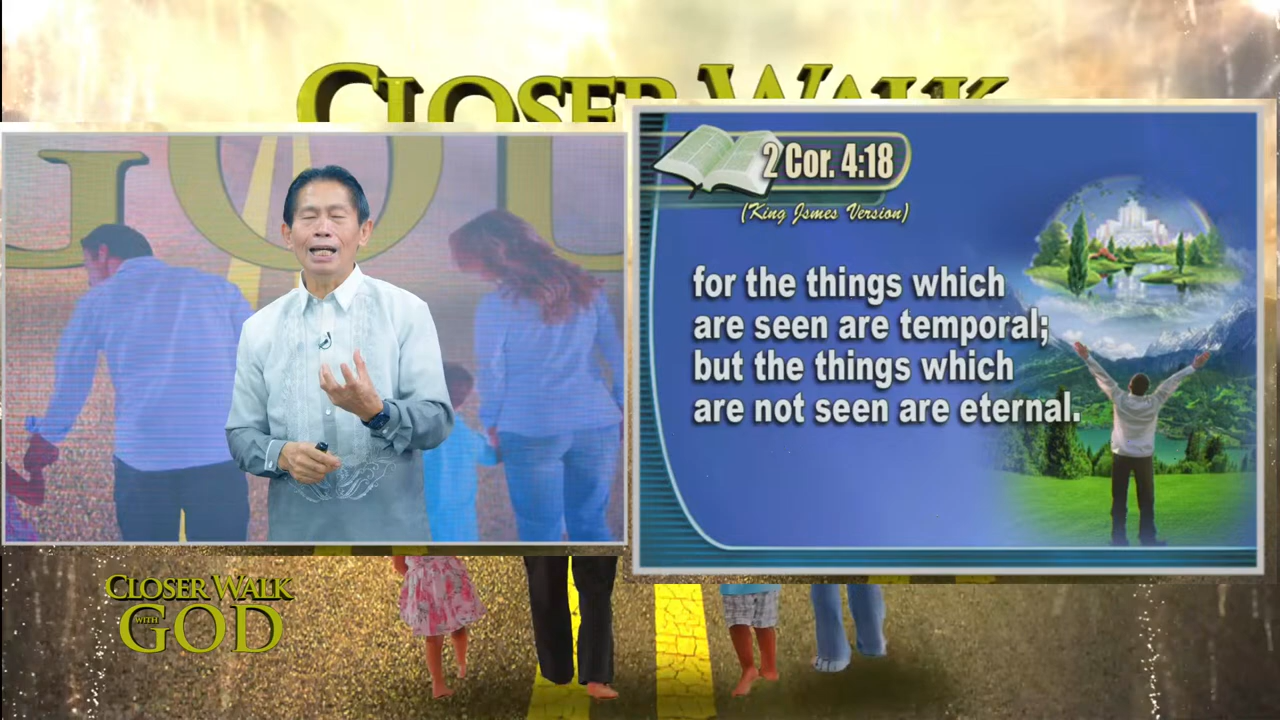 CLOSER WALK
GOD
2 Cor. 4:18
(King Jsmes Version)
for the things which
are seen are temporal;
but the things which
are not seen are eternal.
CLOSER WALK
WITH
GOD